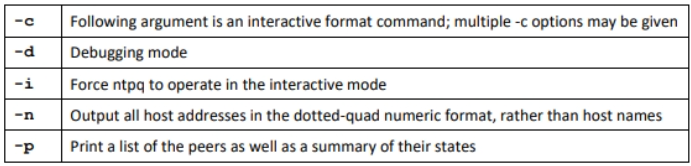 -c Following argument is an interactive format command; multiple -c options may be given
-d Debugging mode
-i Force ntpq to operate in the interactive mode
-n Output all host addresses in the dotted-quad numeric format, rather than host names
-p Print a list of the peers as well as a summary of their states